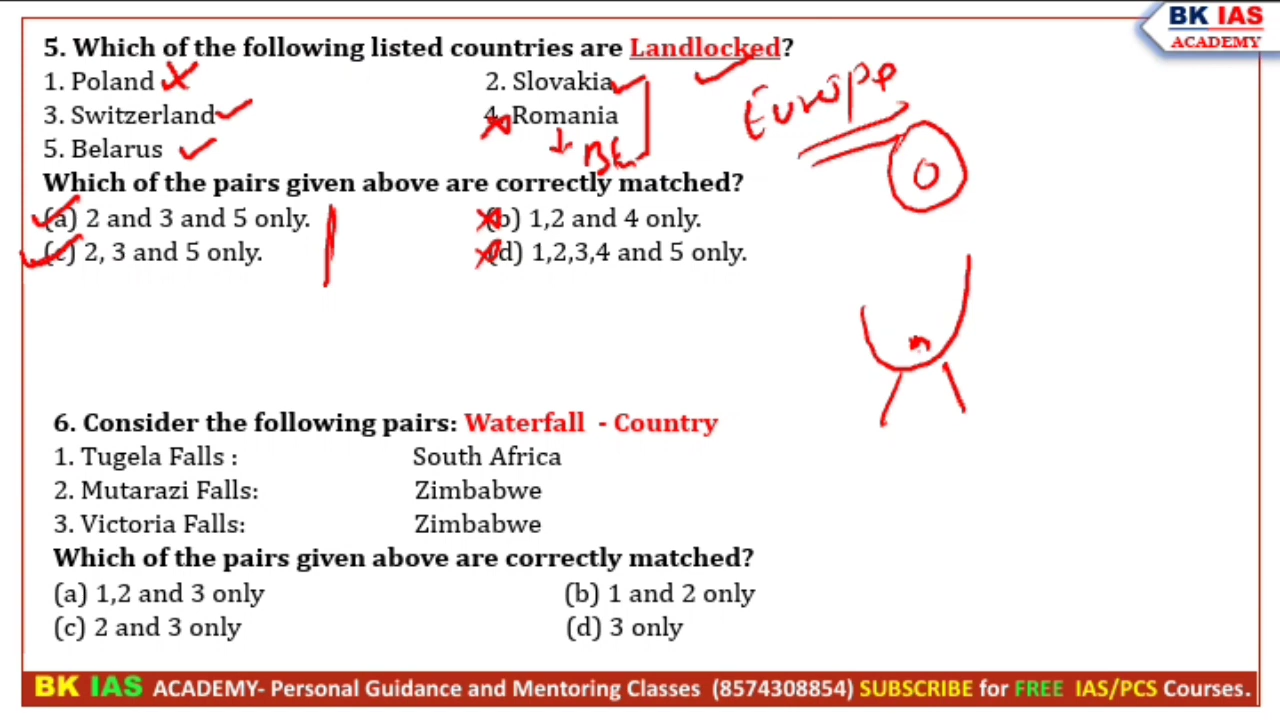 BK IAS
ACADEMY
5. Which of the following listed countries are Landlocked?
1. Poland 2. Slovakia
3. Switzerland 4. Romania
5. Belarus
Europe
Which of the pairs given above are correctly matched?
(a) 2 and 3 and 5 only. (b) 1,2 and 4 only.
(c) 2, 3 and 5 only. (d) 1,2,3,4 and 5 only.
6. Consider the following pairs: Waterfall - Country
1. Tugela Falls : South Africa
2. Mutarazi Falls: Zimbabwe
3. Victoria Falls: Zimbabwe
Which of the pairs given above are correctly matched?
(a) 1,2 and 3 only (b) 1 and 2 only
(c) 2 and 3 only (d) 3 only
BK IAS ACADEMY- Personal Guidance and Mentoring Classes (8574308854) SUBSCRIBE for FREE IAS/PCS Courses.